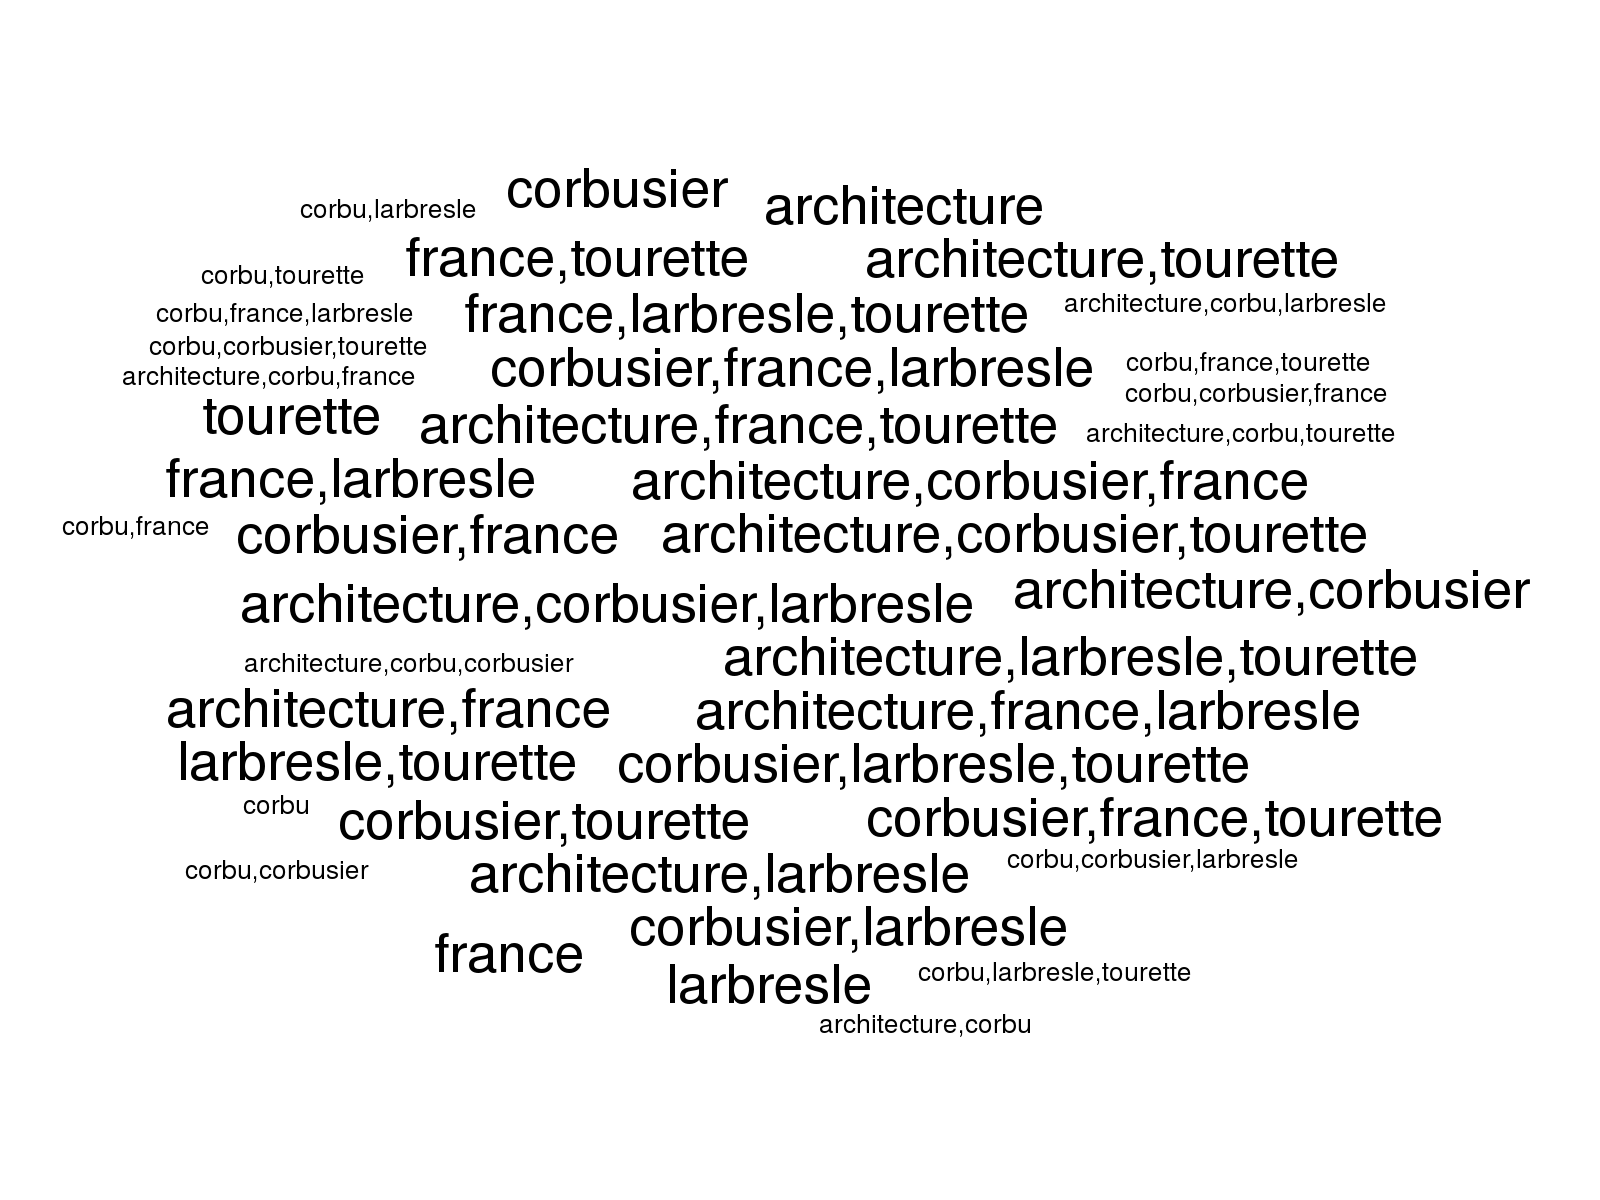 corbusier
corbu,larbresle
architecture
france,tourette
architecture,tourette
corbu,tourette
corbu,france,larbresle
france,larbresle,tourette
architecture,corbu,larbresle
corbu,corbusier,tourette
corbusier,france,larbresle
corbu,france,tourette
architecture,corbu,france
corbu,corbusier,france
tourette
architecture,france,tourette
architecture,corbu,tourette
france,larbresle
architecture,corbusier,france
corbu,france
corbusier,france
architecture,corbusier,tourette
architecture,corbusier,larbresle
architecture,corbusier
architecture,corbu,corbusier
architecture,larbresle,tourette
architecture,france
architecture,france,larbresle
larbresle,tourette
corbusier,larbresle,tourette
corbu
corbusier,tourette
corbusier,france,tourette
corbu,corbusier
architecture,larbresle
corbu,corbusier,larbresle
corbusier,larbresle
france
larbresle
corbu,larbresle,tourette
architecture,corbu